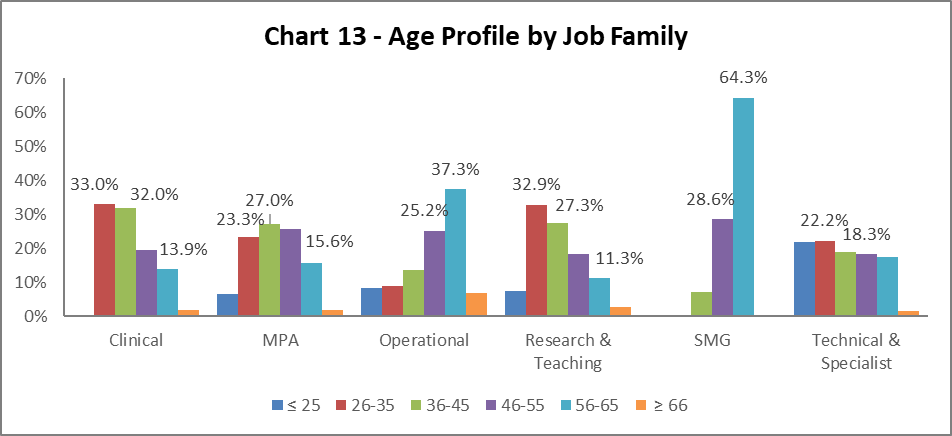 Chart 13 - Age Profile by Job Family
70%
60%
50%
40%
30%
20%
10%
0%
33.0%
32.0%
13.9%
23.3%
27.0%
15.6%
25.2%
37.3%
32.9%
27.3%
11.3%
28.6%
64.3%
22.2%
18.3%
Clinical
MPA
Operational
Research &
Teaching
SMG
Technical &
Specialist
≤ 25 26-35 36-45 46-55 56-65 ≥ 66